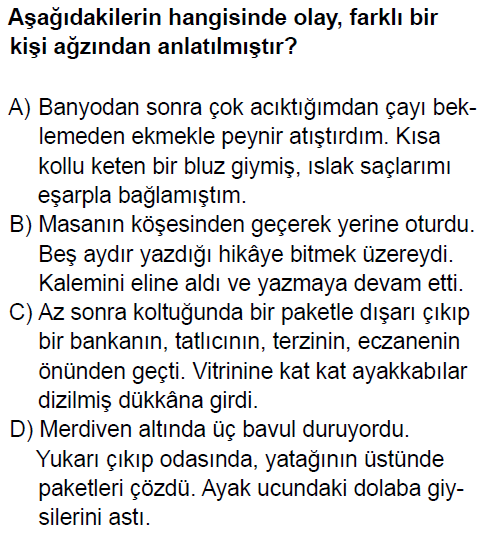 Aşağıdakilerin hangisinde olay, farklı bir
kişi ağzından anlatılmıştır?
A) Banyodan sonra çok acıktığımdan çayı bek-
lemeden ekmekle peynir atıştırdım. Kısa
kollu keten bir bluz giymiş, ıslak saçlarımı
eşarpla bağlamıştım.
B) Masanın köşesinden geçerek yerine oturdu.
Beş aydır yazdığı hikâye bitmek üzereydi.
Kalemini eline aldı ve yazmaya devam etti.
C) Az sonra koltuğunda bir paketle dışarı çıkıp
bir bankanın, tatlıcının, terzinin, eczanenin
önünden geçti. Vitrinine kat kat ayakkabılar
dizilmiş dükkâna girdi.
D) Merdiven altında üç bavul duruyordu.
Yukarı çıkıp odasında, yatağının üstünde
paketleri çözdü. Ayak ucundaki dolaba giy-
silerini astı.